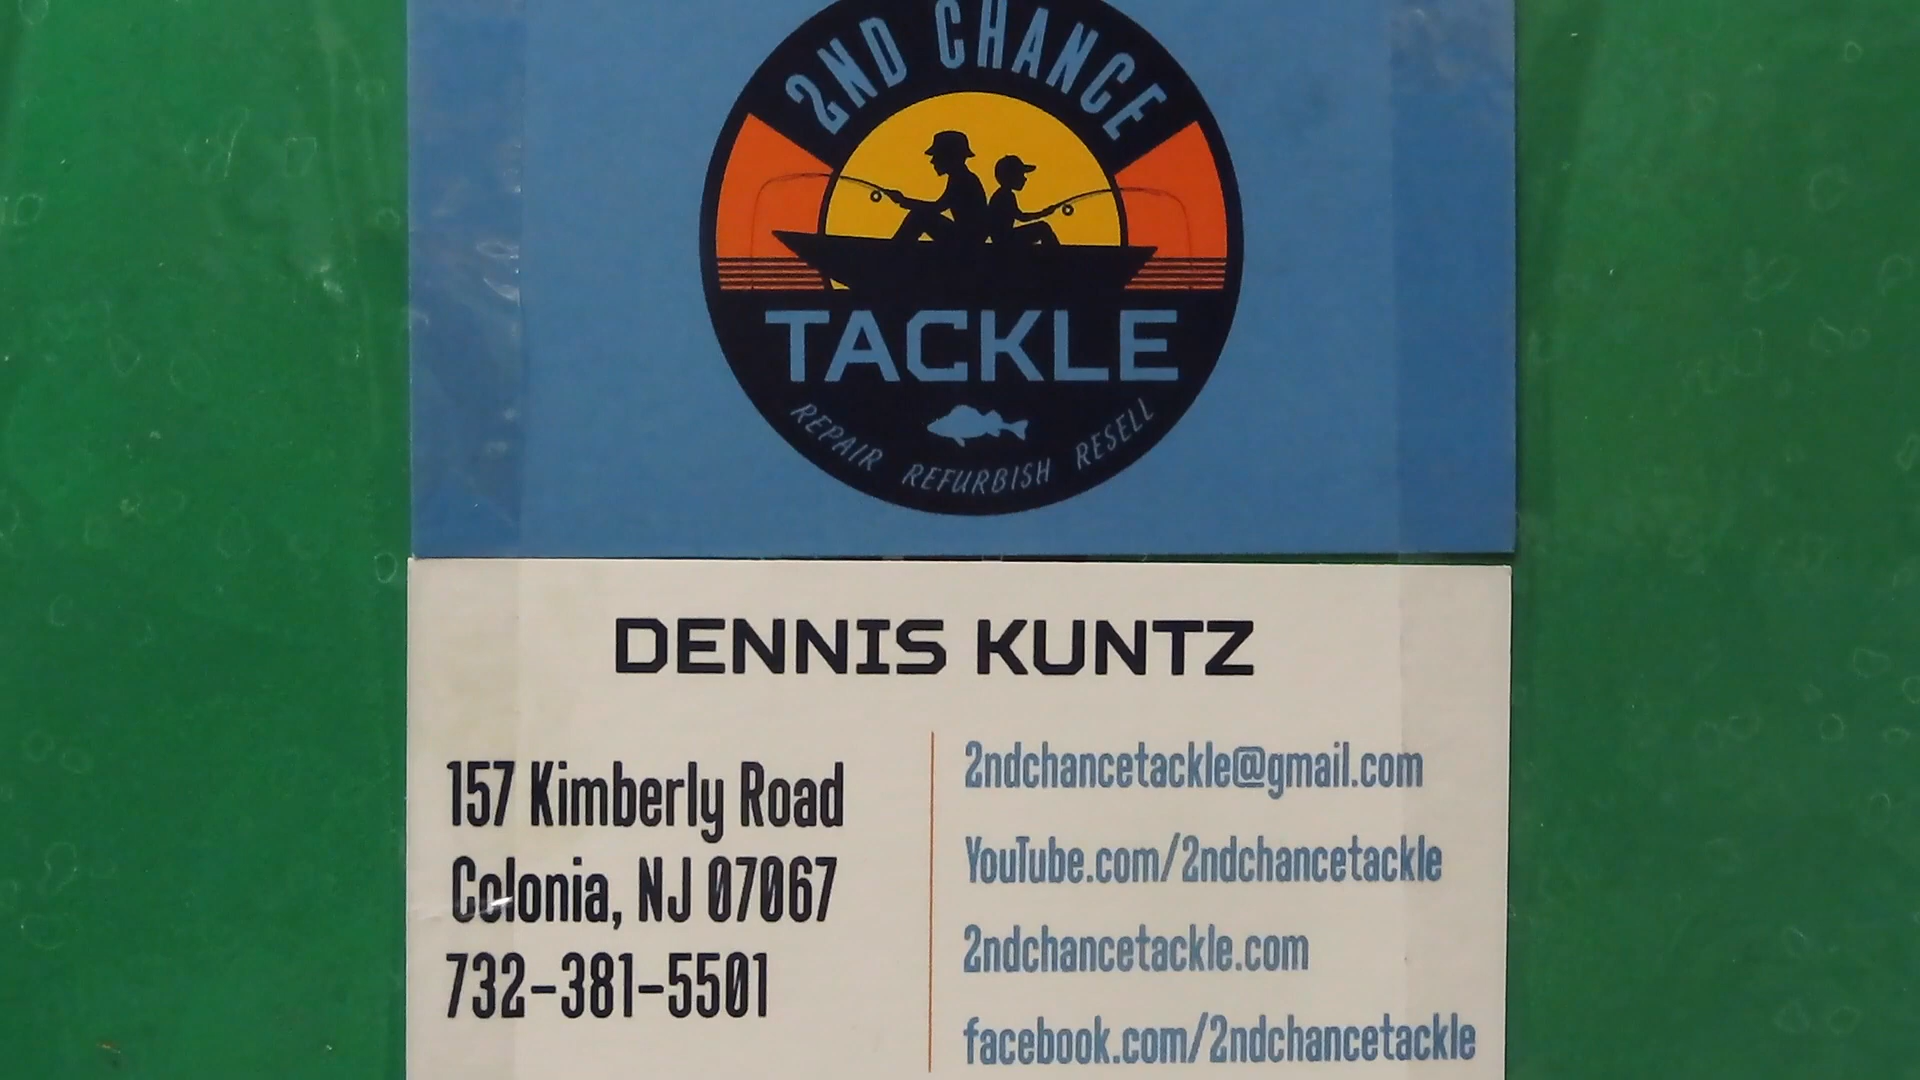 2ND CHANCE
TACKLE
REPAIR REFURBISH RESELL
DENNIS KUNTZ
157 Kimberly Road
Colonia, NJ 07067
732-381-5501
2ndchancetackle@gmail.com
YouTube.com/2ndchancetackle
2ndchancetackle.com
facebook.com/2ndchancetackle